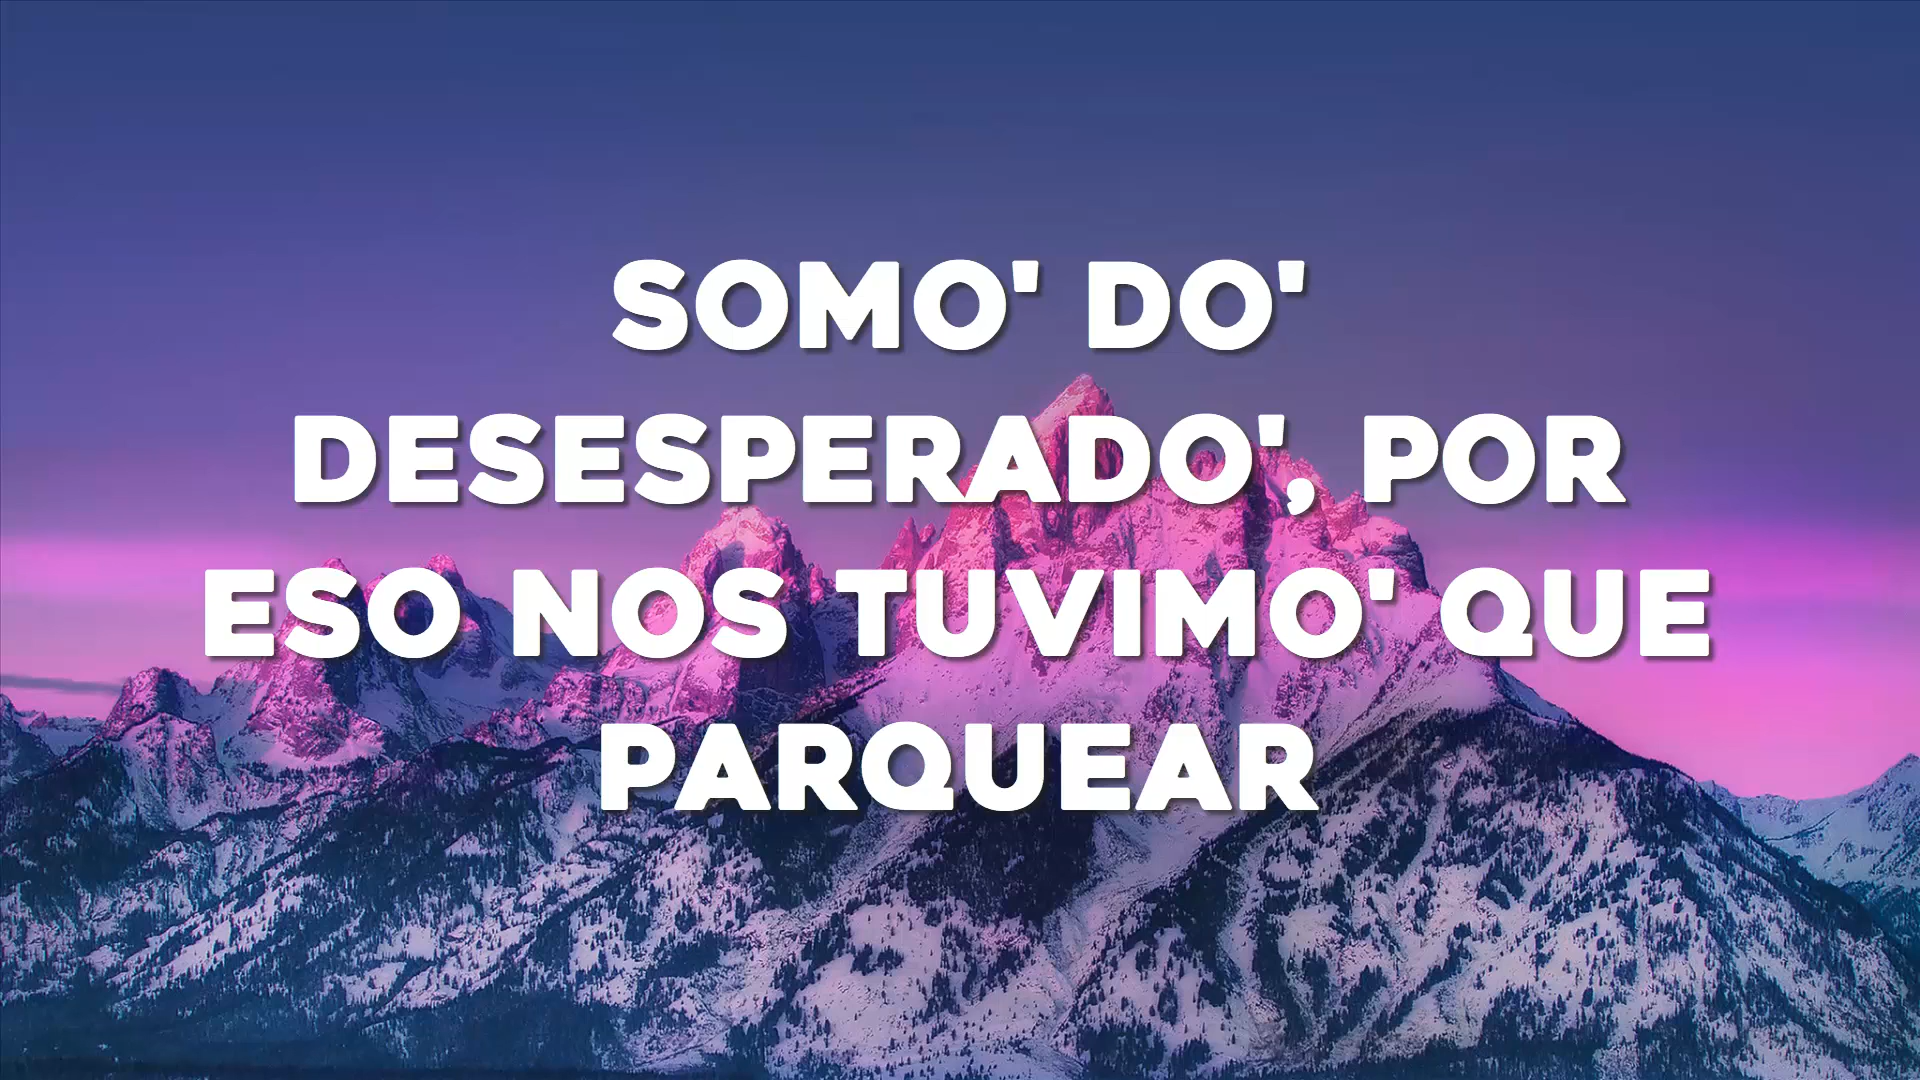 SOMO' DO'
DESESPERADO', POR
ESO NOS TUVIMO' QUE
PARQUEAR